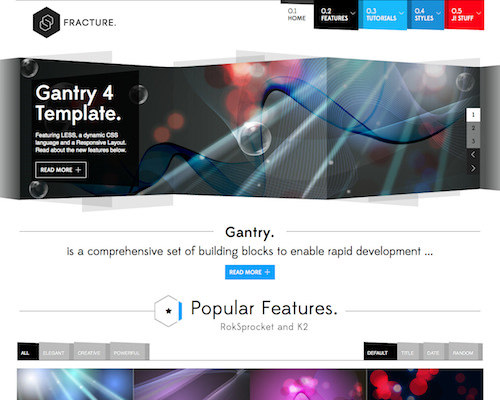 FRACTURE.
0.1
HOME
0.2
FEATURES
0.3
TUTORIALS
0.4
STYLES
0.5
J! STUFF
Gantry 4
Template.
Featuring LESS, a dynamic CSS
language and a Responsive Layout.
Read about the new features below.
READ MORE +
1
2
3
Gantry.
is a comprehensive set of building blocks to enable rapid development ...
READ MORE +
Popular Features.
RokSprocket and K2
ALL ELEGANT CREATIVE POWERFUL
DEFAULT TITLE DATE RANDOM